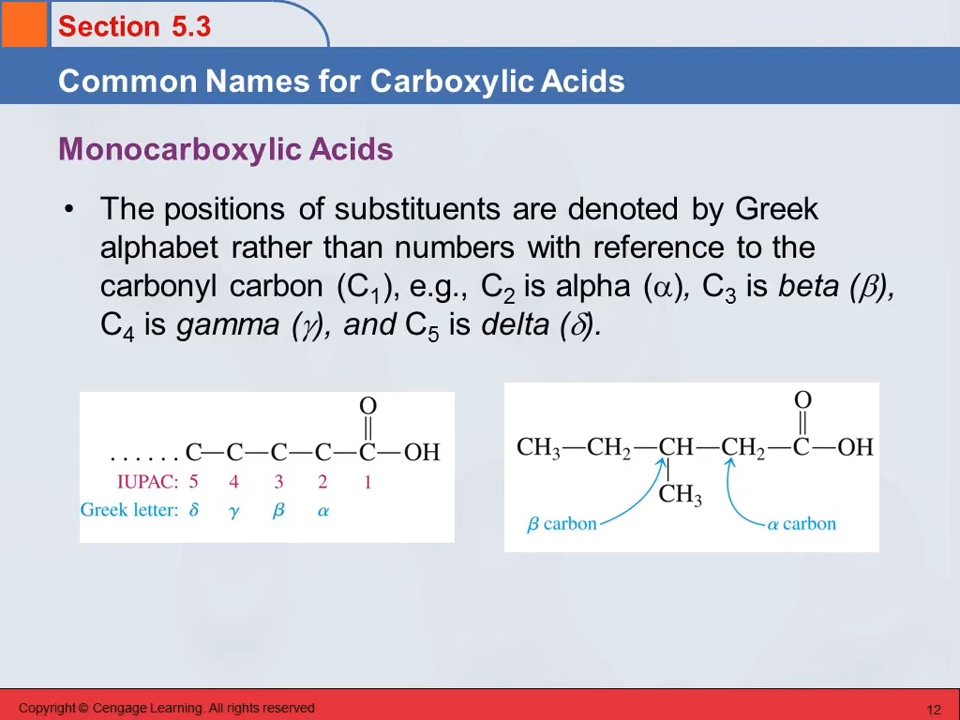 Section 5.3
Common Names for Carboxylic Acids
Monocarboxylic Acids
• The positions of substituents are denoted by Greek
alphabet rather than numbers with reference to the
carbonyl carbon (C₁), e.g., C₂ is alpha (α), C₃ is beta (β),
C₄ is gamma (γ), and C₅ is delta (δ).
O
......C—C—C—C—C—OH
IUPAC: 5 4 3 2 1
Greek letter: δ γ β α
O
CH₃—CH₂—CH—CH₂—C—OH
CH₃
β carbon α carbon
Copyright © Cengage Learning. All rights reserved 12